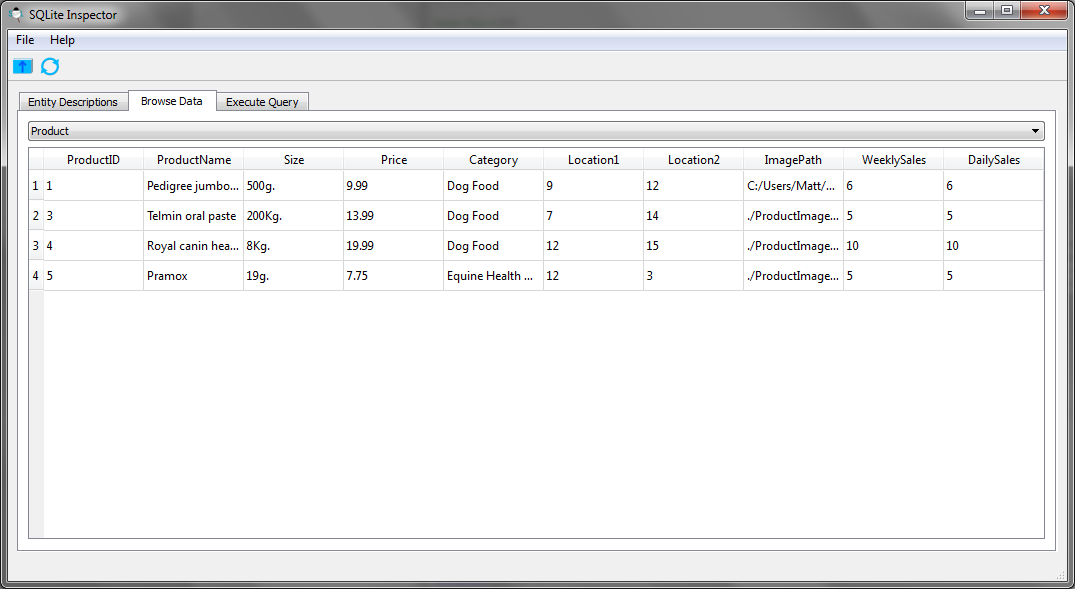 SQLite Inspector
File Help
Entity Descriptions Browse Data Execute Query
Product
ProductID ProductName Size Price Category Location1 Location2 ImagePath WeeklySales DailySales
1 1 Pedigree jumbo... 500g. 9.99 Dog Food 9 12 C:/Users/Matt/... 6 6
2 3 Telmin oral paste 200Kg. 13.99 Dog Food 7 14 ./ProductImage... 5 5
3 4 Royal canin hea... 8Kg. 19.99 Dog Food 12 15 ./ProductImage... 10 10
4 5 Pramox 19g. 7.75 Equine Health ... 12 3 ./ProductImage... 5 5